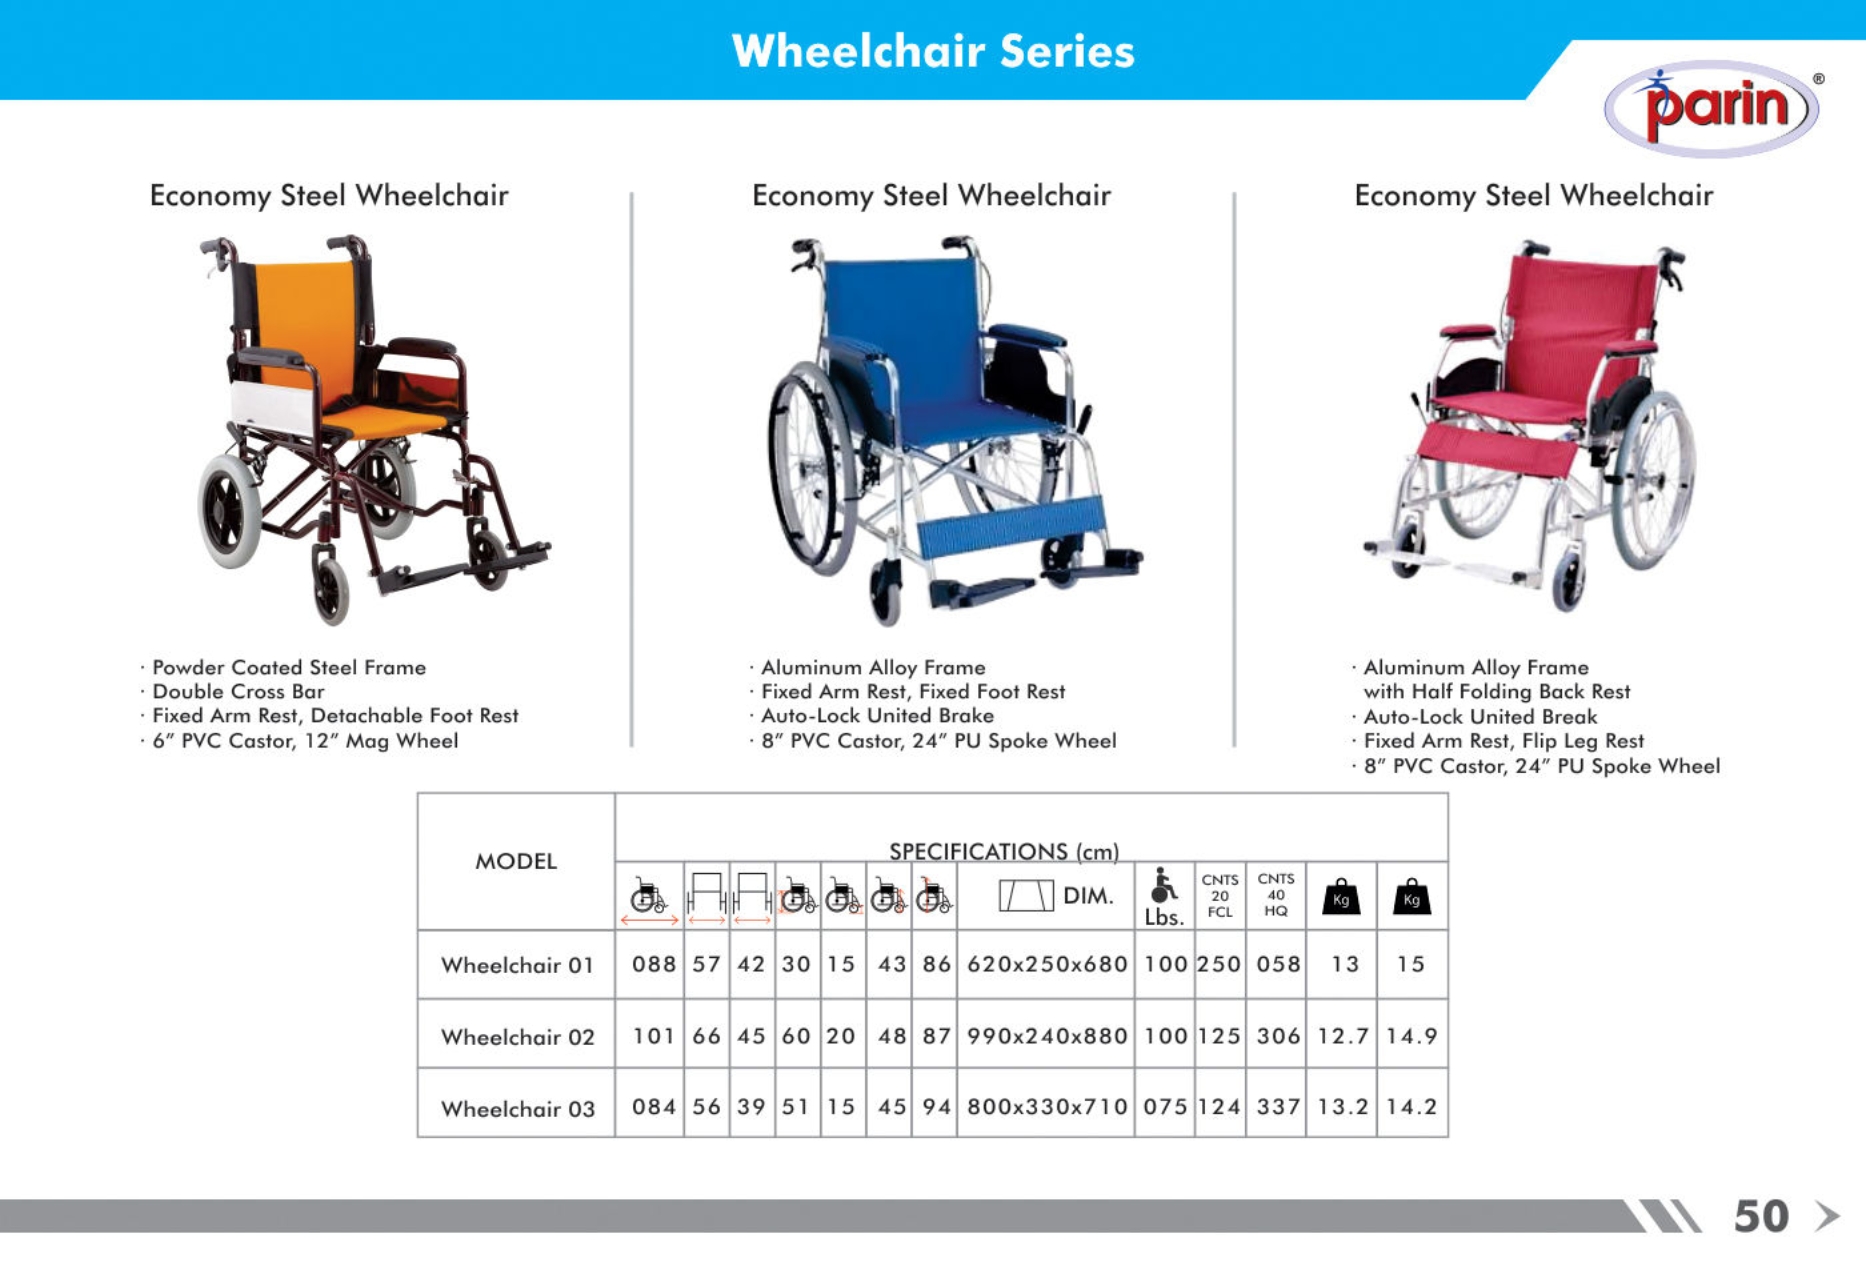 Wheelchair Series
parin ®
Economy Steel Wheelchair
· Powder Coated Steel Frame
· Double Cross Bar
· Fixed Arm Rest, Detachable Foot Rest
· 6” PVC Castor, 12” Mag Wheel
Economy Steel Wheelchair
· Aluminum Alloy Frame
· Fixed Arm Rest, Fixed Foot Rest
· Auto-Lock United Brake
· 8” PVC Castor, 24” PU Spoke Wheel
Economy Steel Wheelchair
· Aluminum Alloy Frame
with Half Folding Back Rest
· Auto-Lock United Break
· Fixed Arm Rest, Flip Leg Rest
· 8” PVC Castor, 24” PU Spoke Wheel
MODEL SPECIFICATIONS (cm)
DIM. Lbs. CNTS 20 FCL CNTS 40 HQ Kg Kg
Wheelchair 01 088 57 42 30 15 43 86 620x250x680 100 250 058 13 15
Wheelchair 02 101 66 45 60 20 48 87 990x240x880 100 125 306 12.7 14.9
Wheelchair 03 084 56 39 51 15 45 94 800x330x710 075 124 337 13.2 14.2
50